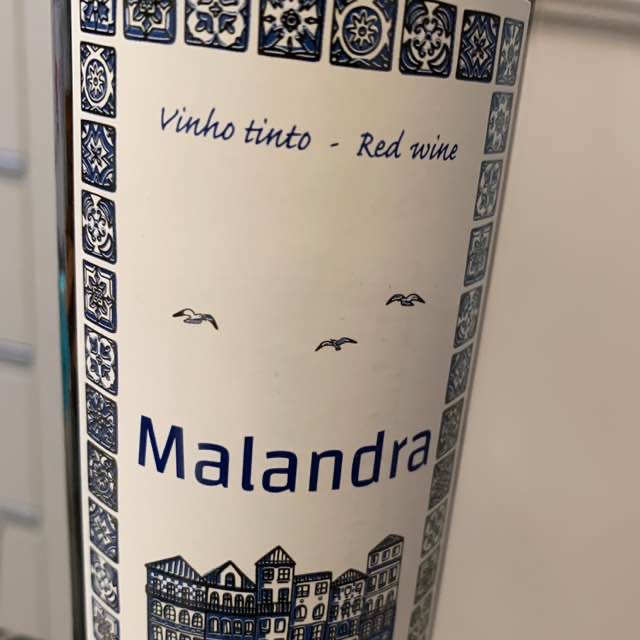 Vinho tinto - Red wine
Malandra